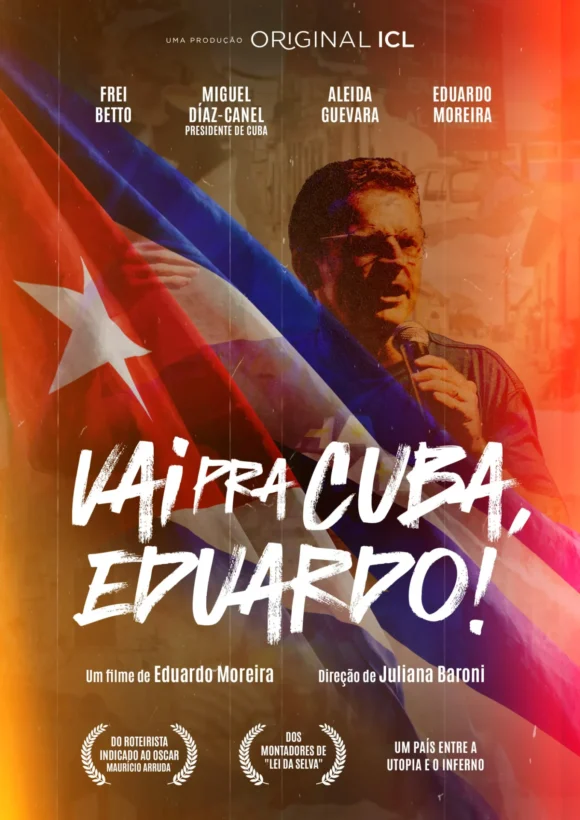 UMA PRODUÇÃO ORIGINAL ICL
FREI
BETTO
MIGUEL
DÍAZ-CANEL
PRESIDENTE DE CUBA
ALEIDA
GUEVARA
EDUARDO
MOREIRA
VAI PRA CUBA,
EDUARDO!
Um filme de Eduardo Moreira
Direção de Juliana Baroni
DO ROTEIRISTA
INDICADO AO OSCAR
MAURÍCIO ARRUDA
DOS
MONTADORES DE
"LEI DA SELVA"
UM PAÍS ENTRE A
UTOPIA E O INFERNO